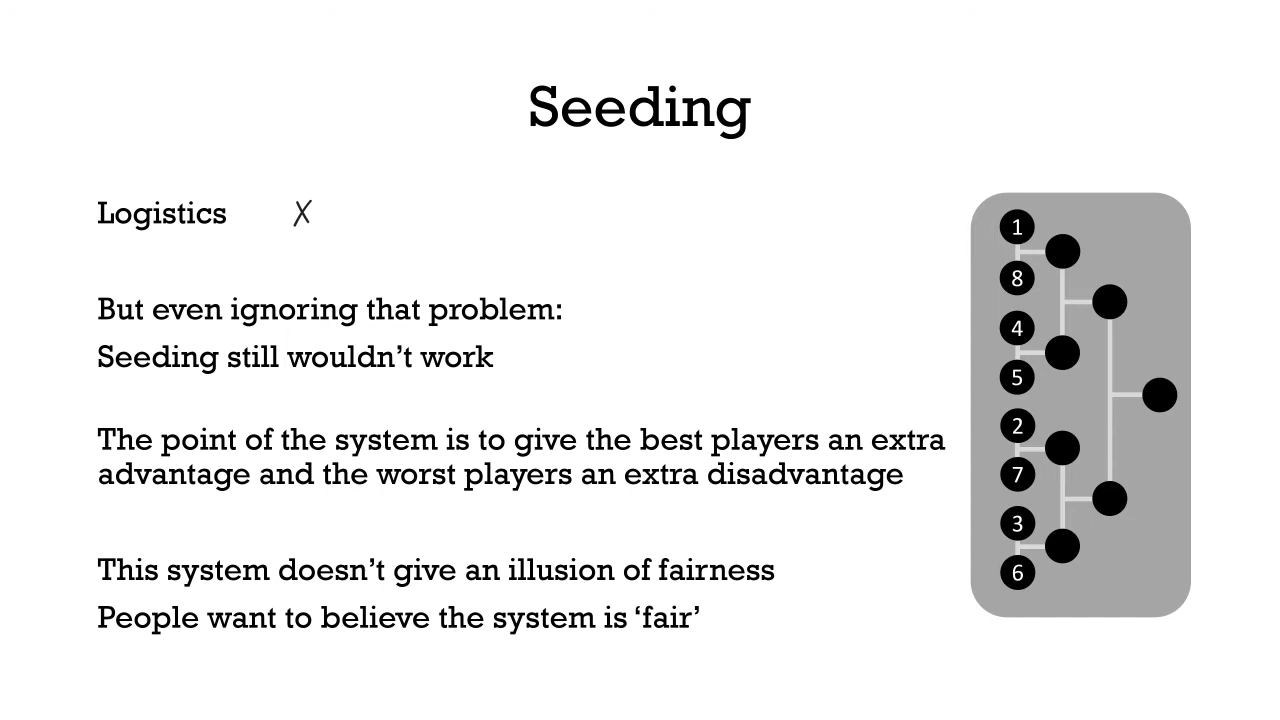 Seeding
Logistics ✗
But even ignoring that problem:
Seeding still wouldn’t work
The point of the system is to give the best players an extra
advantage and the worst players an extra disadvantage
This system doesn’t give an illusion of fairness
People want to believe the system is ‘fair’
1
8
4
5
2
7
3
6